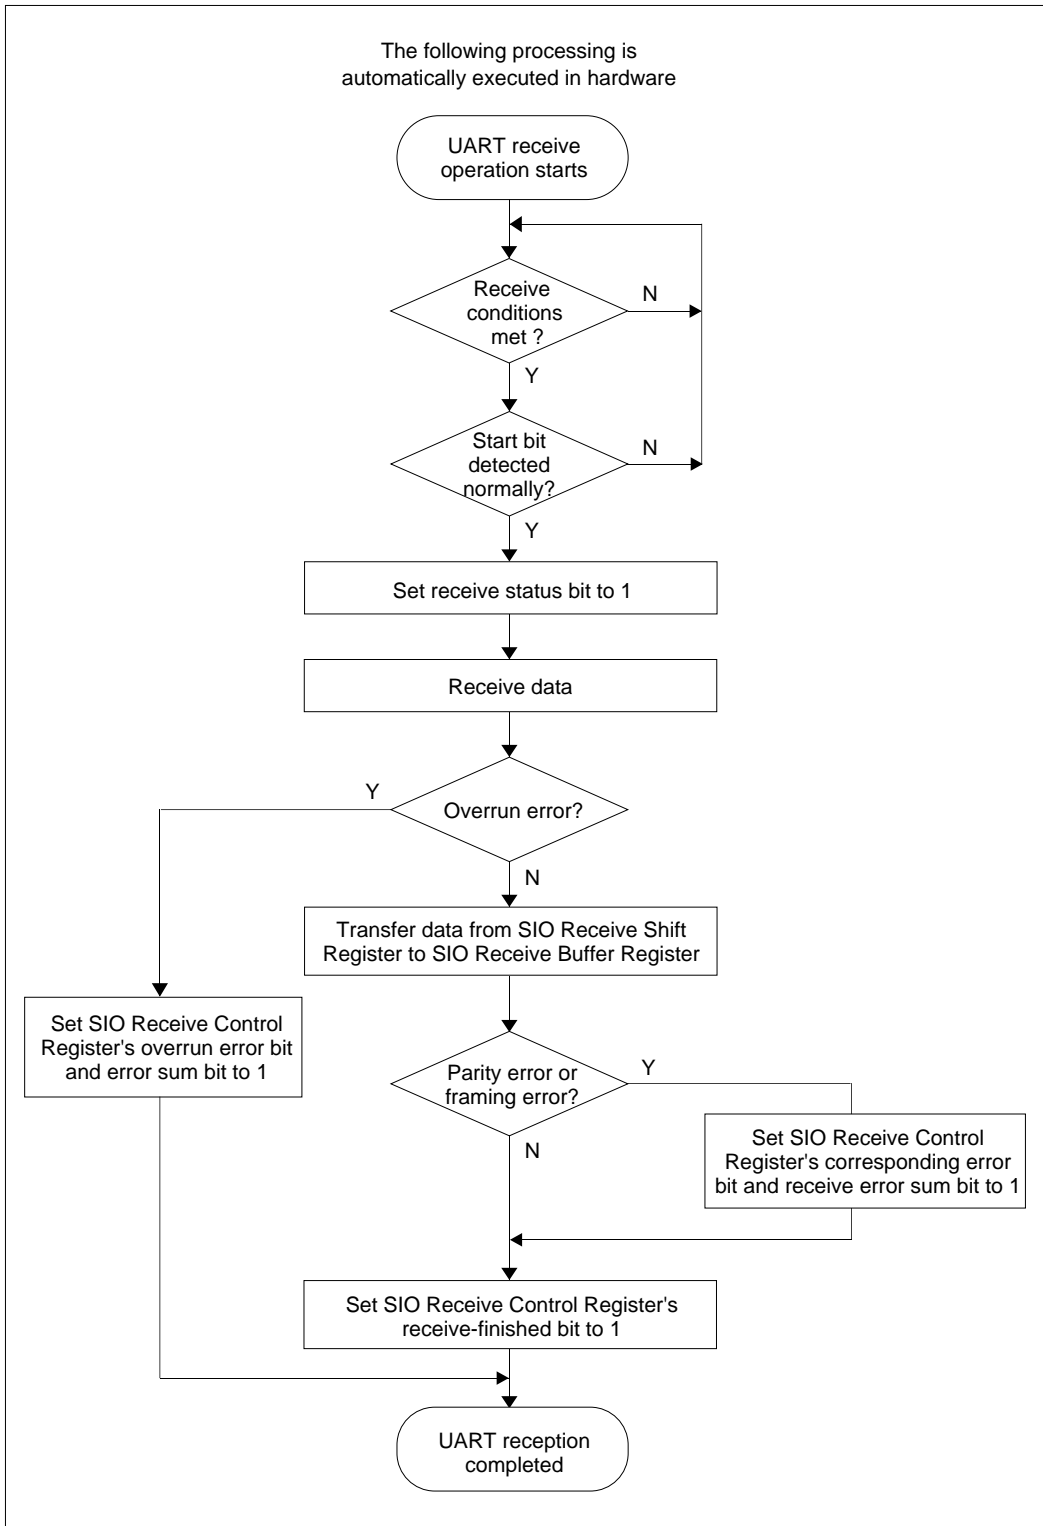 The following processing is
automatically executed in hardware
UART receive
operation starts
Receive
conditions
met ?
N
Y
Start bit
detected
normally?
N
Y
Set receive status bit to 1
Receive data
Y
Overrun error?
N
Transfer data from SIO Receive Shift
Register to SIO Receive Buffer Register
Set SIO Receive Control
Register's overrun error bit
and error sum bit to 1
Parity error or
framing error?
Y
N
Set SIO Receive Control
Register's corresponding error
bit and receive error sum bit to 1
Set SIO Receive Control Register's
receive-finished bit to 1
UART reception
completed